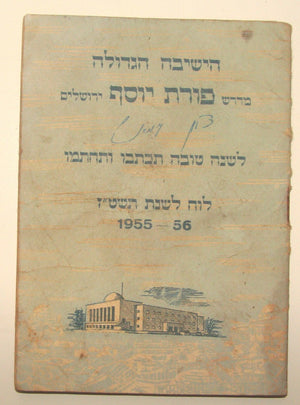 הישיבה הגדולה
מדרש פורת יוסף ירושלים
לשנה טובה תכתבו ותחתמו
לוח לשנת תשט״ז
1955 — 56